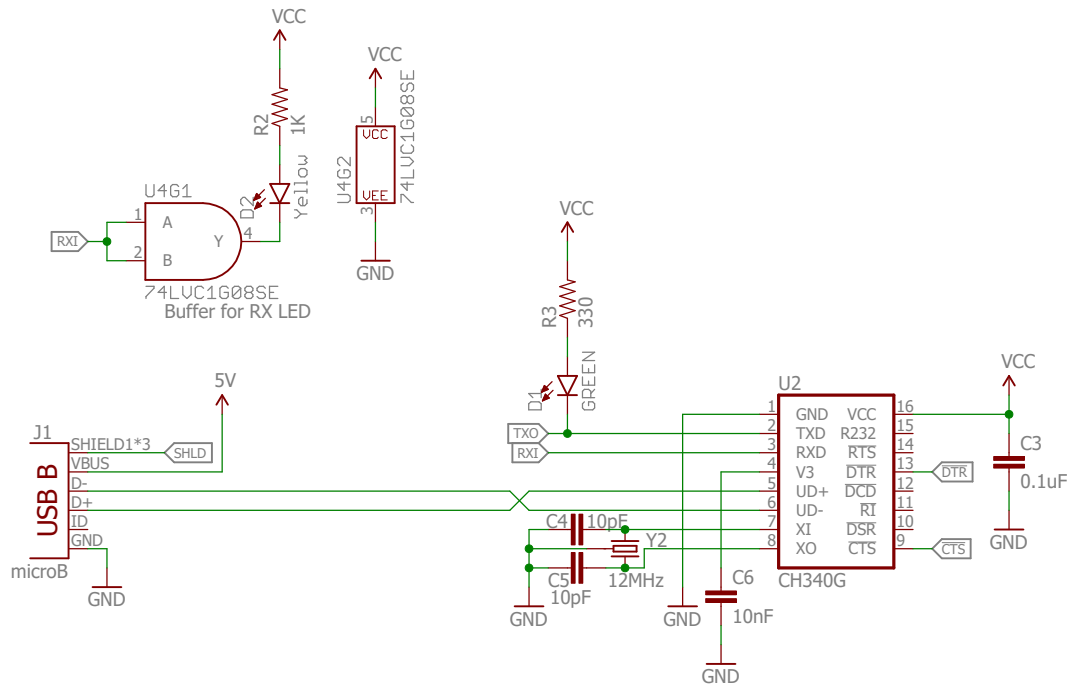 VCC
R2
1K
D2
Yellow
U4G1
1
A
2
B
Y
4
RXI
74LVC1G08SE
Buffer for RX LED
VCC
5
VCC
VEE
3
U4G2
74LVC1G08SE
GND
VCC
R3
330
D1
GREEN
TXO
RXI
5V
J1
USB B
microB
SHIELD1*3
SHLD
VBUS
D-
D+
ID
GND
GND
C4
10pF
C5
10pF
Y2
12MHz
GND
GND
C6
10nF
GND
U2
1 GND VCC 16
2 TXD R232 15
3 RXD RTS 14
4 V3 DTR 13
5 UD+ DCD 12
6 UD- RI 11
7 XI DSR 10
8 XO CTS 9
CH340G
DTR
CTS
VCC
C3
0.1uF
GND